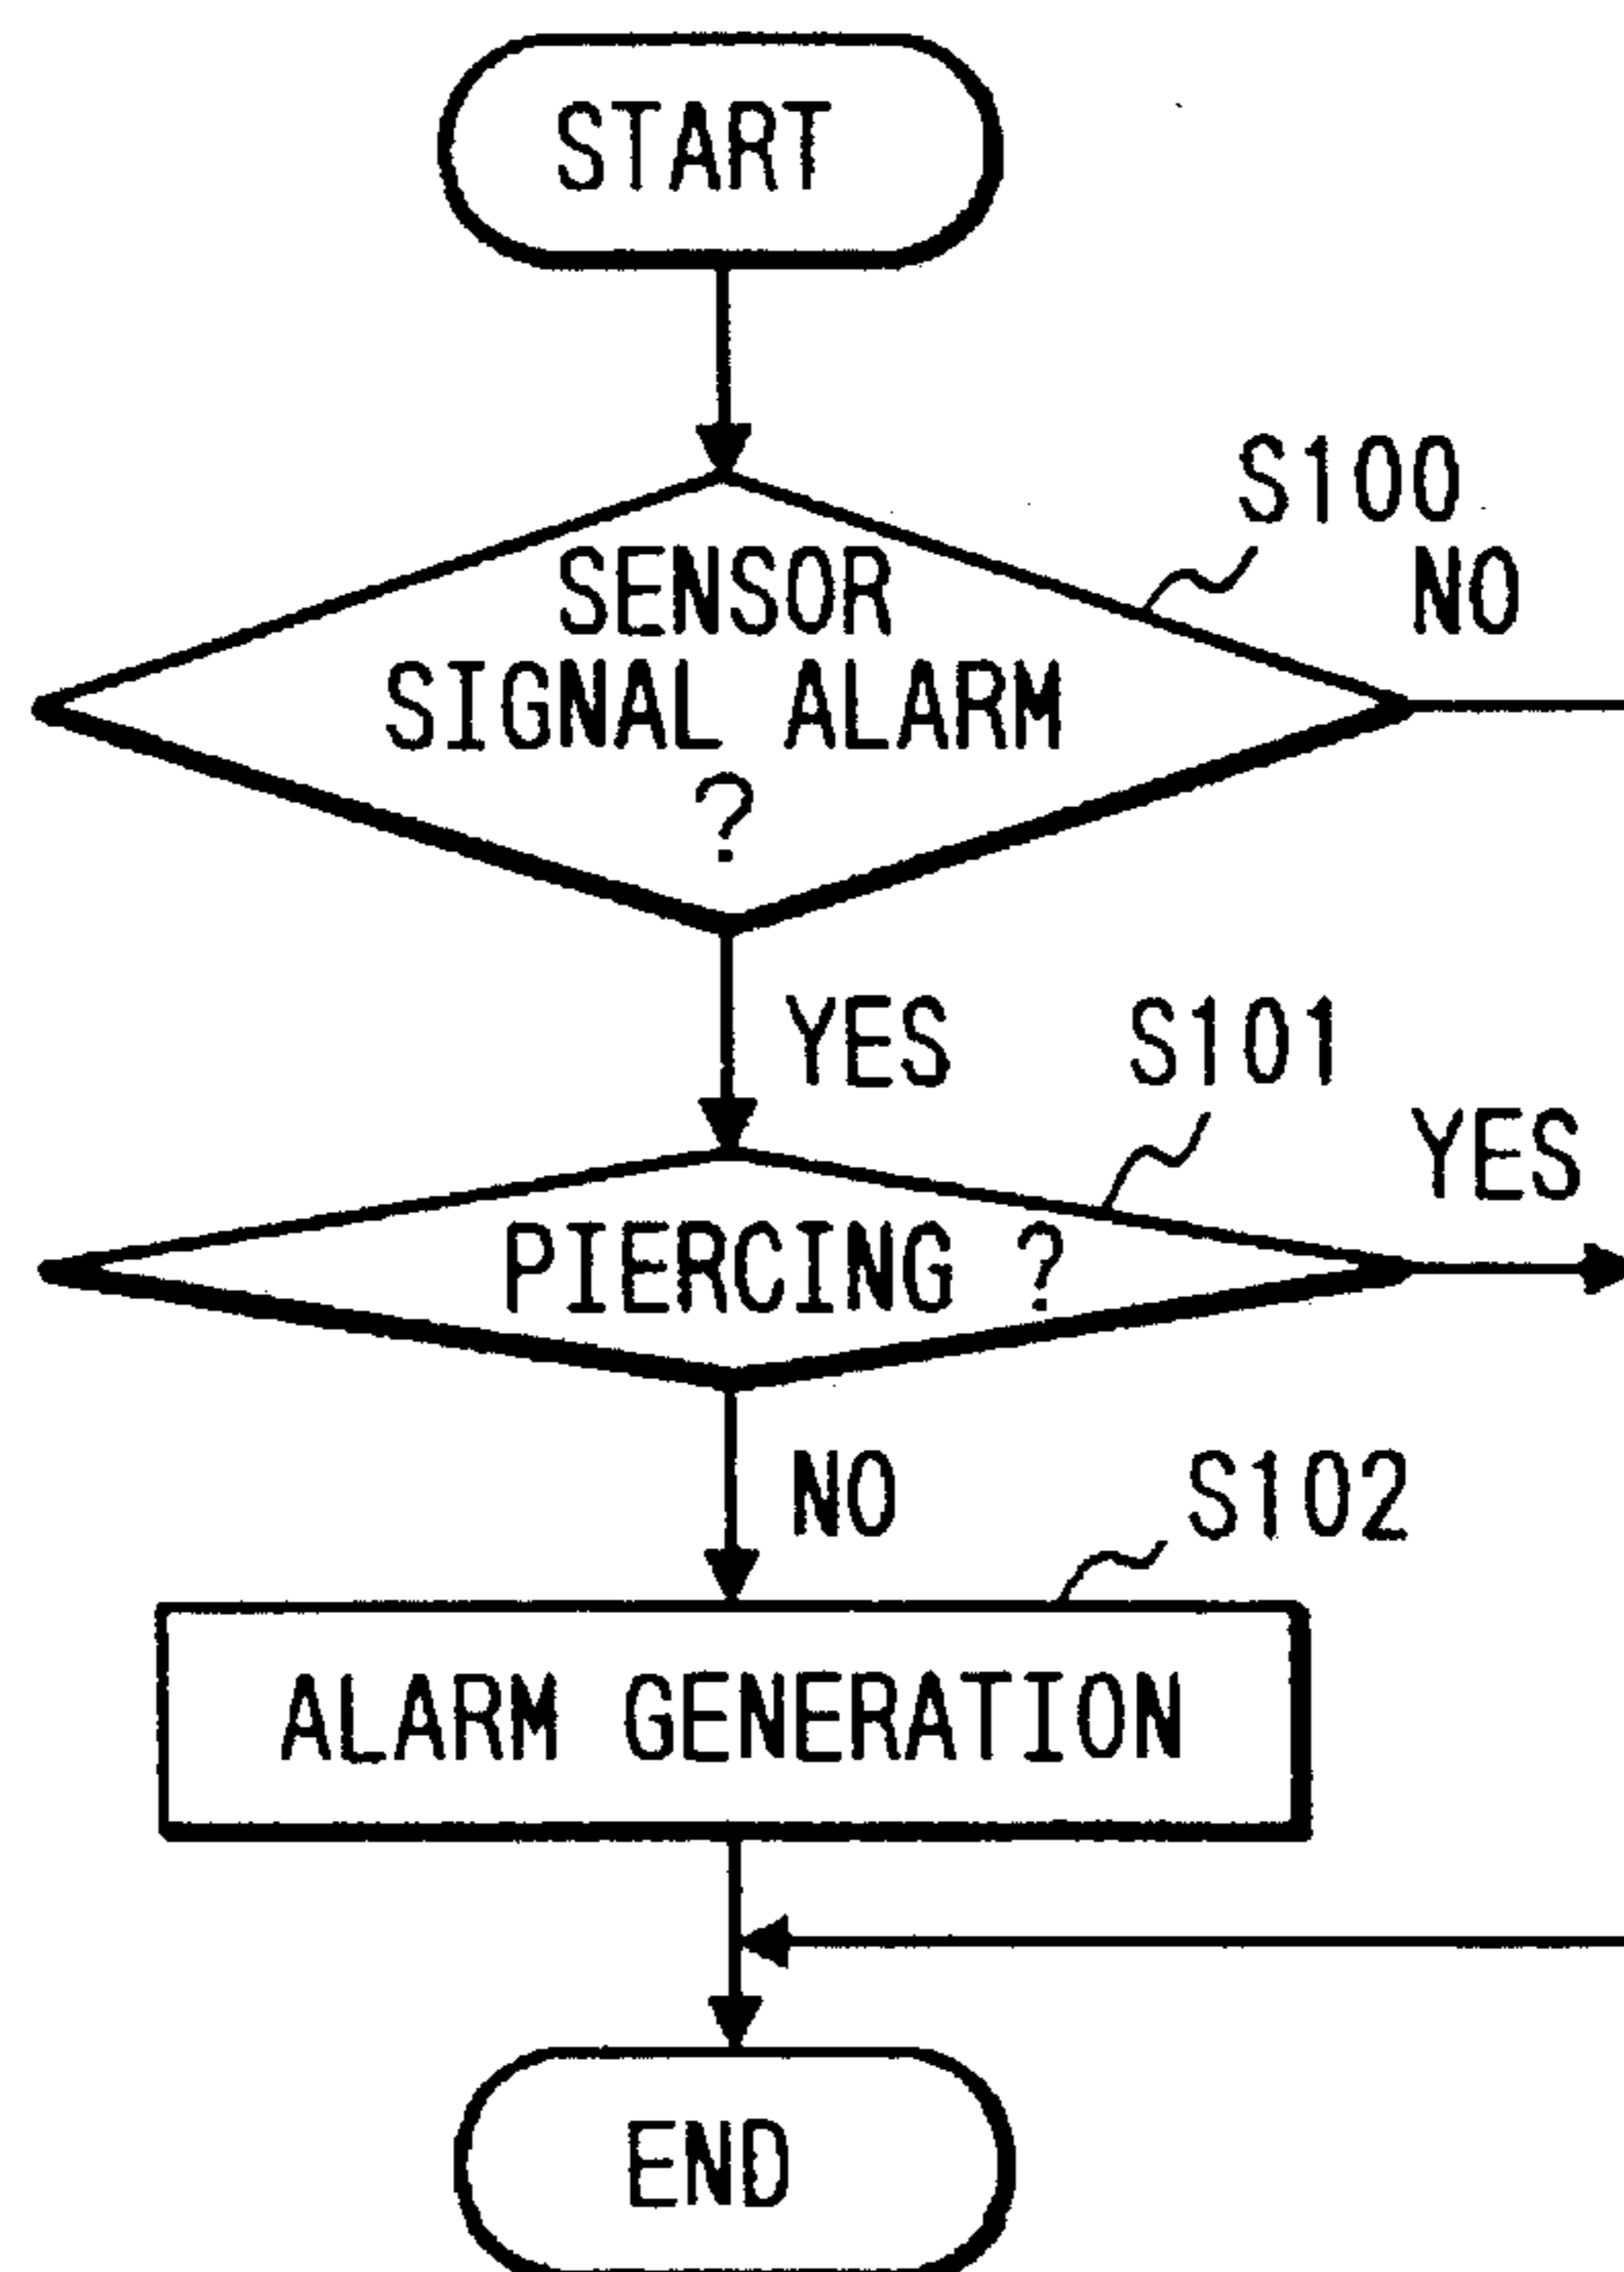 START
S100
NO
SENSOR
SIGNAL ALARM
?
YES
S101
YES
PIERCING ?
NO
S102
ALARM GENERATION
END